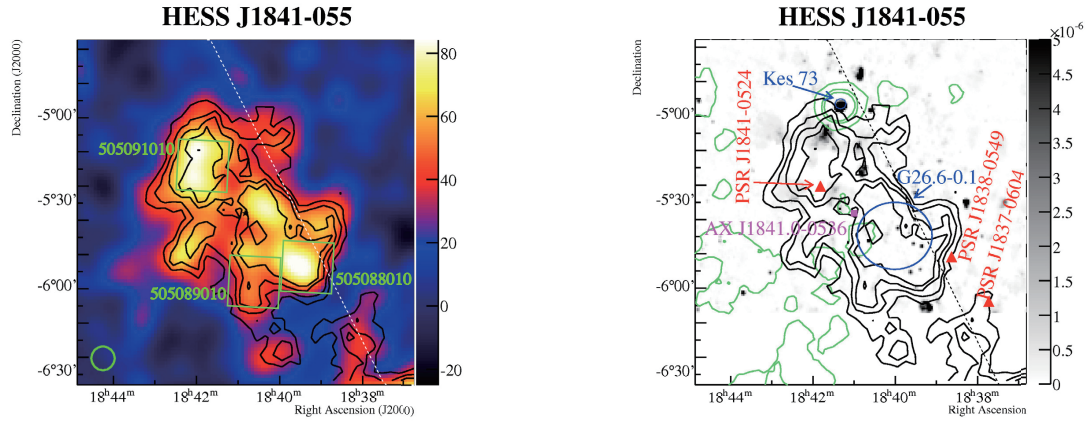 HESS J1841-055
Declination (J2000)
-5°00'
-5°30'
-6°00'
-6°30'
505091010
505089010
505088010
80
60
40
20
0
-20
18ʰ44ᵐ
18ʰ42ᵐ
18ʰ40ᵐ
18ʰ38ᵐ
Right Ascension (J2000)
HESS J1841-055
Declination
-5°00'
-5°30'
-6°00'
-6°30'
Kes 73
PSR J1841-0524
G26.6-0.1
AX J1841.0-0536
PSR J1838-0549
PSR J1837-0604
×10⁻⁶
5
4.5
4
3.5
3
2.5
2
1.5
1
0.5
0
18ʰ44ᵐ
18ʰ42ᵐ
18ʰ40ᵐ
18ʰ38ᵐ
Right Ascension